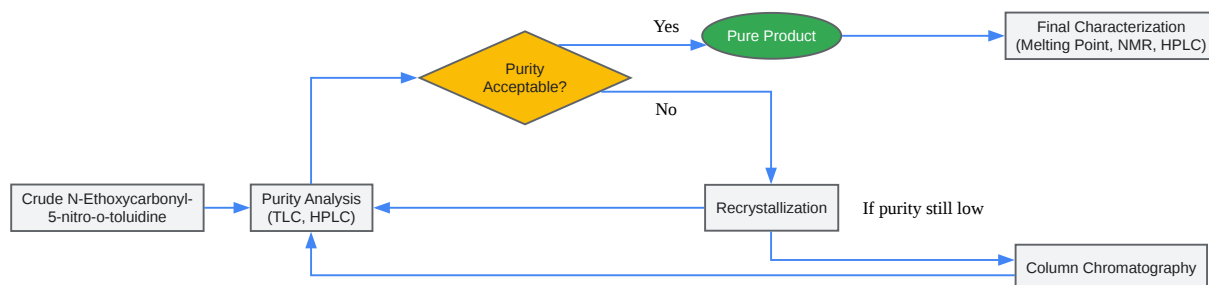 Yes
Pure Product
Final Characterization
(Melting Point, NMR, HPLC)
Purity
Acceptable?
No
Crude N-Ethoxycarbonyl-
5-nitro-o-toluidine
Purity Analysis
(TLC, HPLC)
Recrystallization
If purity still low
Column Chromatography